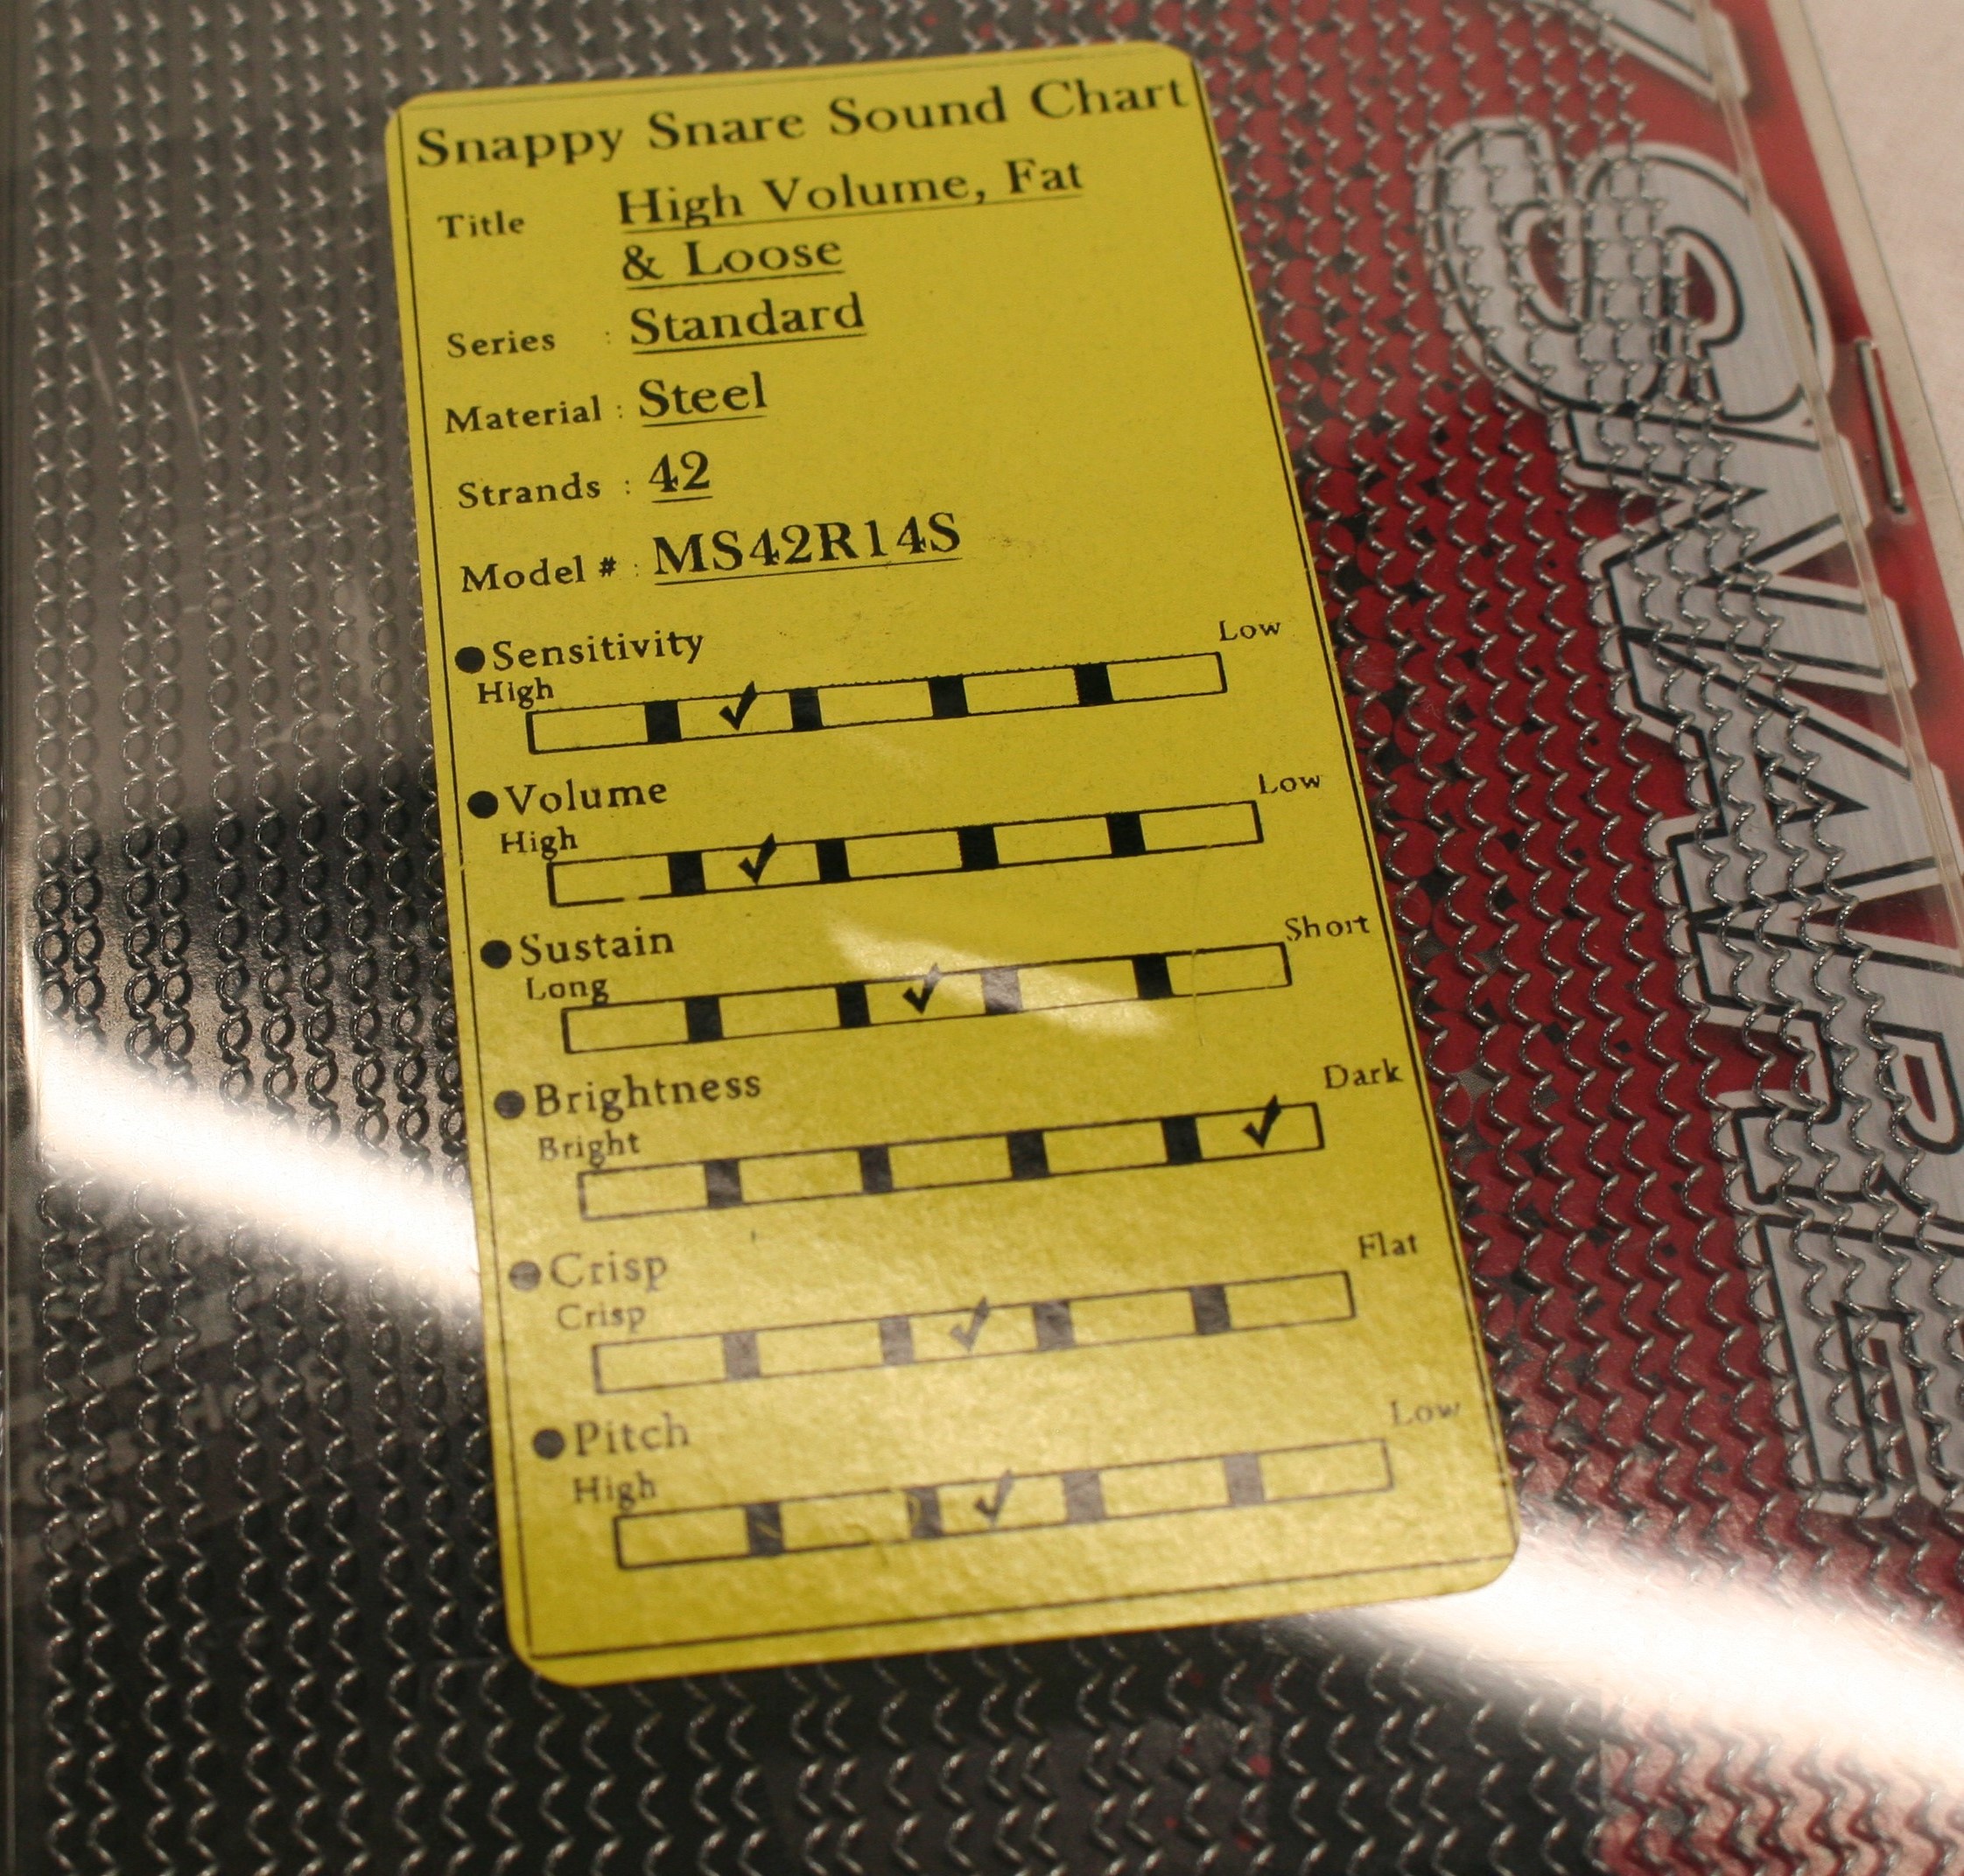 Snappy Snare Sound Chart
Title High Volume, Fat
& Loose
Series : Standard
Material : Steel
Strands : 42
Model # : MS42R14S
● Sensitivity
High Low
● Volume
High Low
● Sustain
Long Short
● Brightness
Bright Dark
● Crisp
Crisp Flat
● Pitch
High Low
SNARE